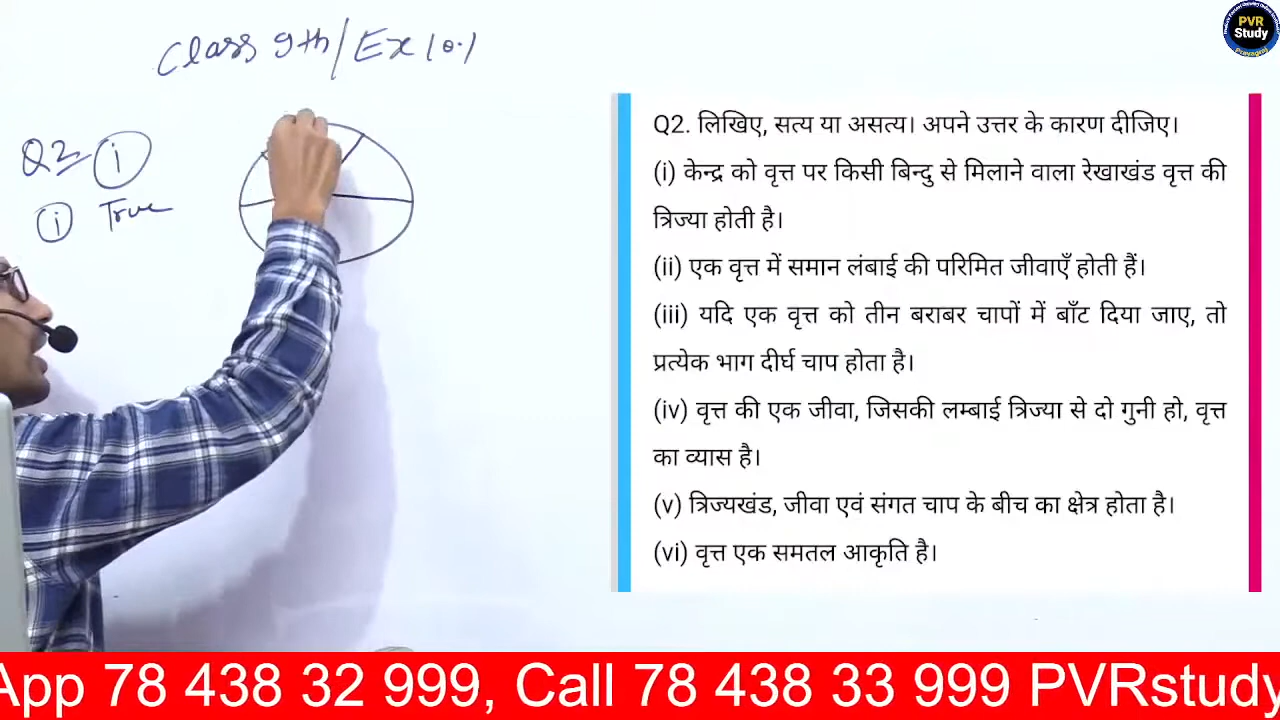 Class 9th/Ex 10.1
PVR
Study
Prayagraj
Q2 (i)
(i) True
Q2. लिखिए, सत्य या असत्य। अपने उत्तर के कारण दीजिए।
(i) केन्द्र को वृत्त पर किसी बिन्दु से मिलाने वाला रेखाखंड वृत्त की
त्रिज्या होती है।
(ii) एक वृत्त में समान लंबाई की परिमित जीवाएँ होती हैं।
(iii) यदि एक वृत्त को तीन बराबर चापों में बाँट दिया जाए, तो
प्रत्येक भाग दीर्घ चाप होता है।
(iv) वृत्त की एक जीवा, जिसकी लम्बाई त्रिज्या से दो गुनी हो, वृत्त
का व्यास है।
(v) त्रिज्यखंड, जीवा एवं संगत चाप के बीच का क्षेत्र होता है।
(vi) वृत्त एक समतल आकृति है।
App 78 438 32 999, Call 78 438 33 999 PVRstudy